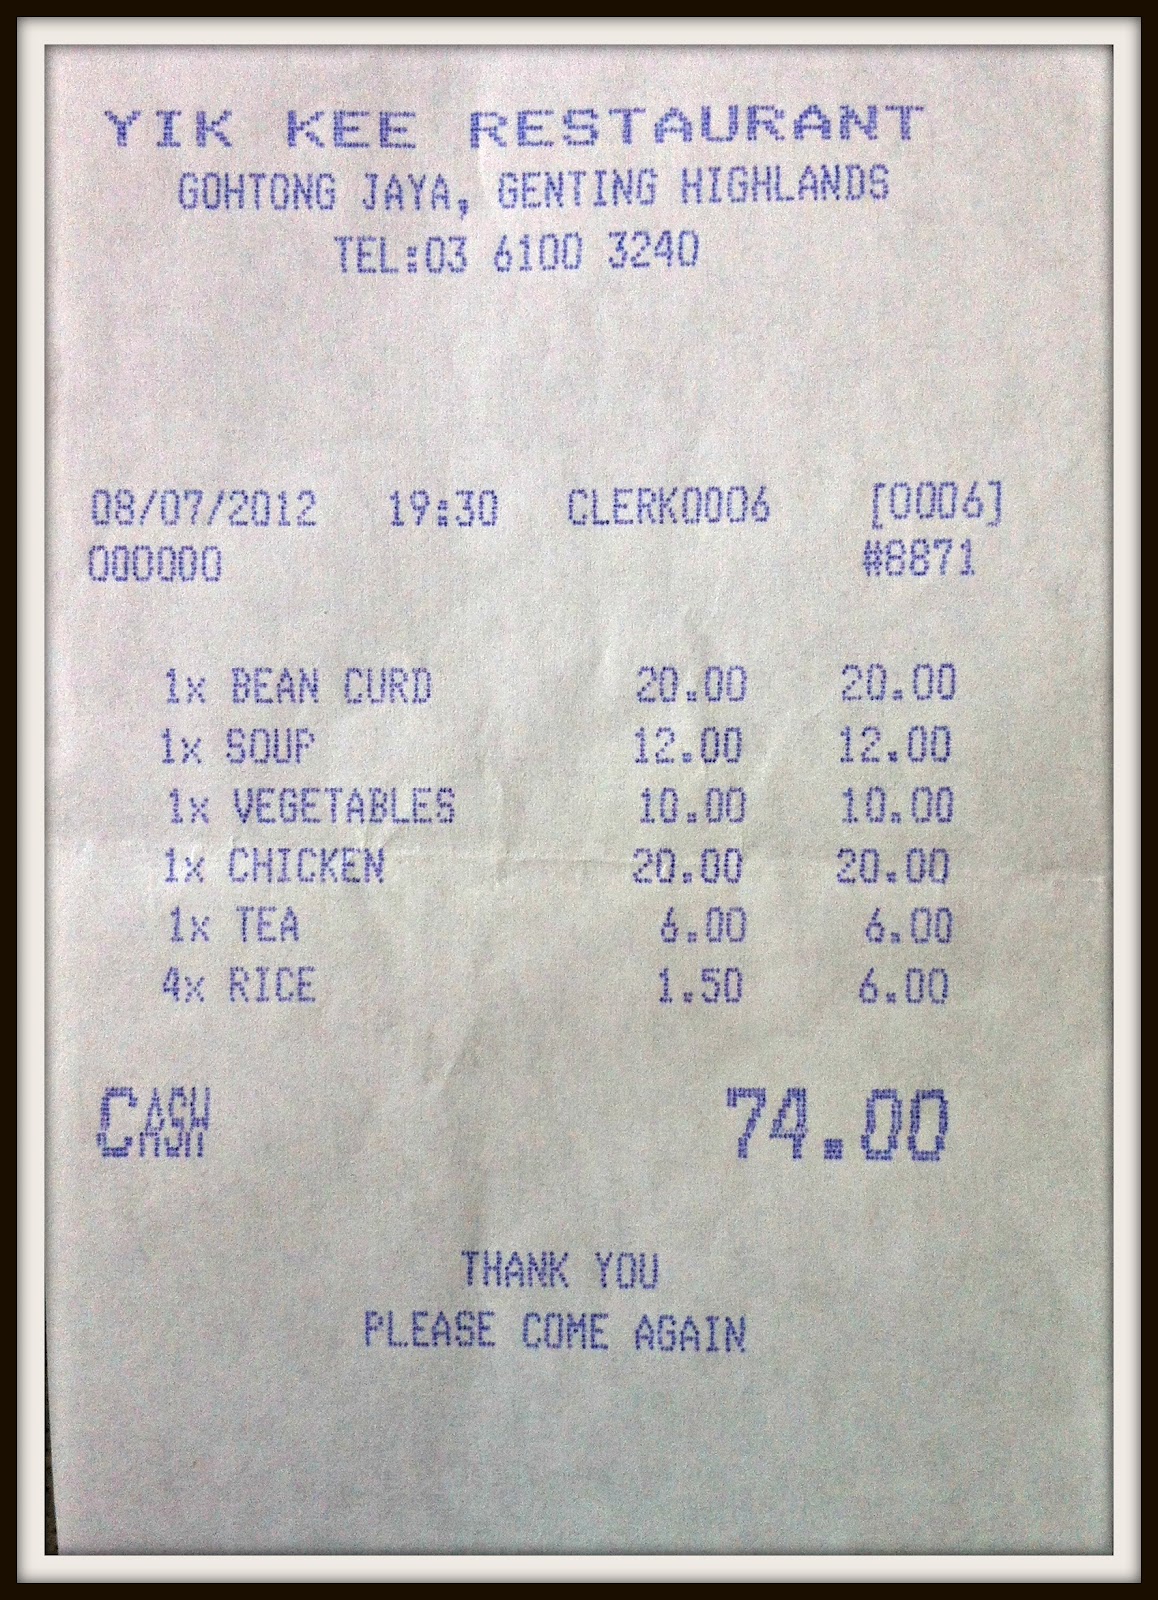 YIK KEE RESTAURANT
GOHTONG JAYA, GENTING HIGHLANDS
TEL:03 6100 3240
08/07/2012 19:30 CLERK0006 [0006]
000000 #8871
1x BEAN CURD 20.00 20.00
1x SOUP 12.00 12.00
1x VEGETABLES 10.00 10.00
1x CHICKEN 20.00 20.00
1x TEA 6.00 6.00
4x RICE 1.50 6.00
CASH 74.00
THANK YOU
PLEASE COME AGAIN